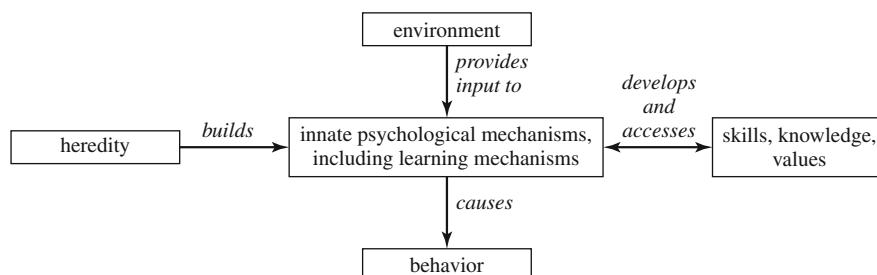 environment
provides
input to
develops
and
accesses
builds
heredity
innate psychological mechanisms,
including learning mechanisms
skills, knowledge,
values
causes
behavior